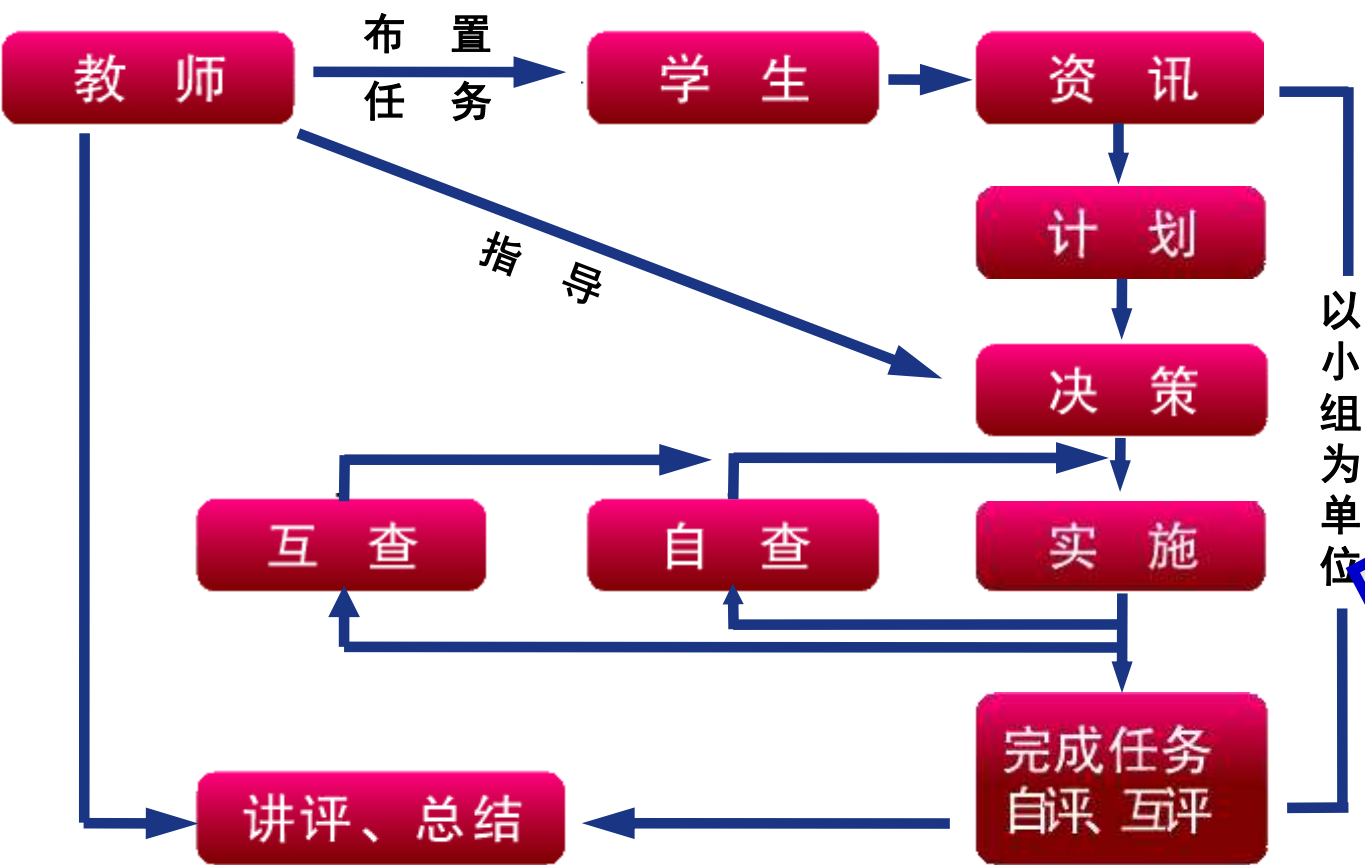 教 师
布 置
任 务
学 生
资 讯
计 划
指 导
决 策
以小组为单位
互 查
自 查
实 施
完成任务
自评、互评
讲评、总结